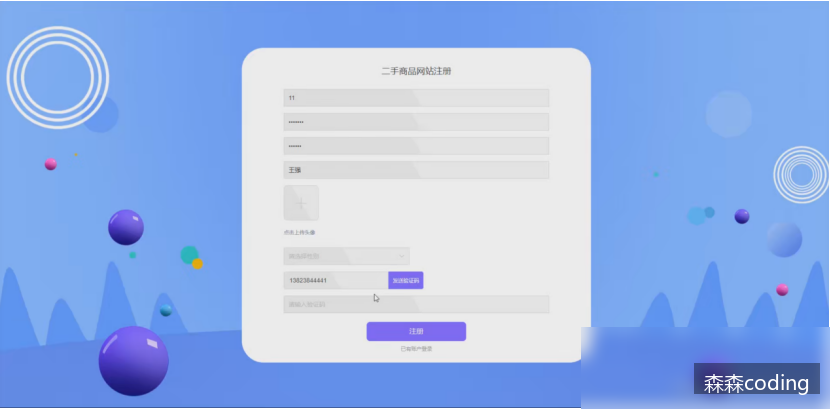 二手商品网站注册
11
•••••••
••••••
点击上传头像
请选择性别
13823844441
发送验证码
请输入验证码
注册
已有账户登录
森森coding